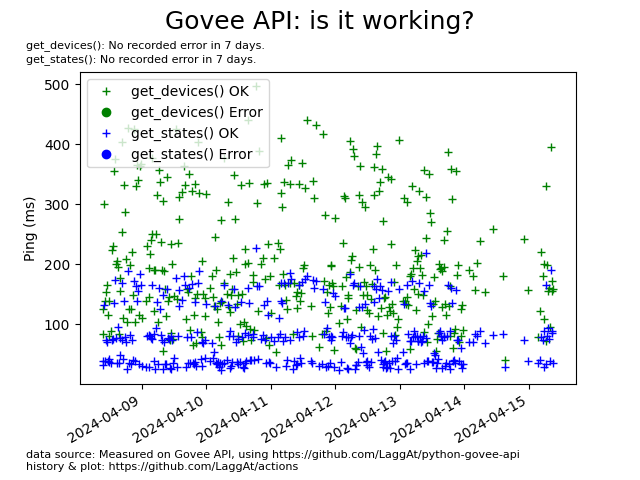 Govee API: is it working?
get_devices(): No recorded error in 7 days.
get_states(): No recorded error in 7 days.
get_devices() OK
get_devices() Error
get_states() OK
get_states() Error
500
400
300
200
100
Ping (ms)
2024-04-09
2024-04-10
2024-04-11
2024-04-12
2024-04-13
2024-04-14
2024-04-15
data source: Measured on Govee API, using https://github.com/LaggAt/python-govee-api
history & plot: https://github.com/LaggAt/actions